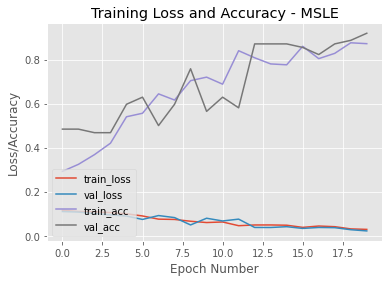 Training Loss and Accuracy - MSLE
Loss/Accuracy
0.8
0.6
0.4
0.2
0.0
train_loss
val_loss
train_acc
val_acc
0.0 2.5 5.0 7.5 10.0 12.5 15.0 17.5
Epoch Number